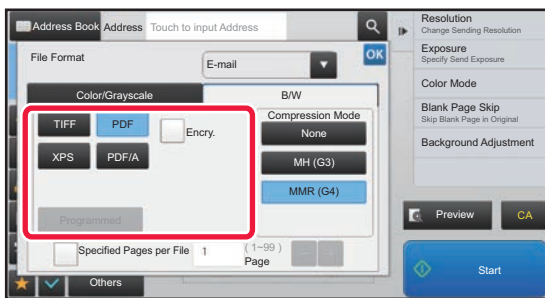 Address Book
Address
Touch to input Address
File Format
E-mail
OK
Color/Grayscale
B/W
TIFF
PDF
Encry.
XPS
PDF/A
Programmed
Compression Mode
None
MH (G3)
MMR (G4)
Specified Pages per File
1
(1~99)
Page
Others
Resolution
Change Sending Resolution
Exposure
Specify Send Exposure
Color Mode
Blank Page Skip
Skip Blank Page in Original
Background Adjustment
Preview
CA
Start